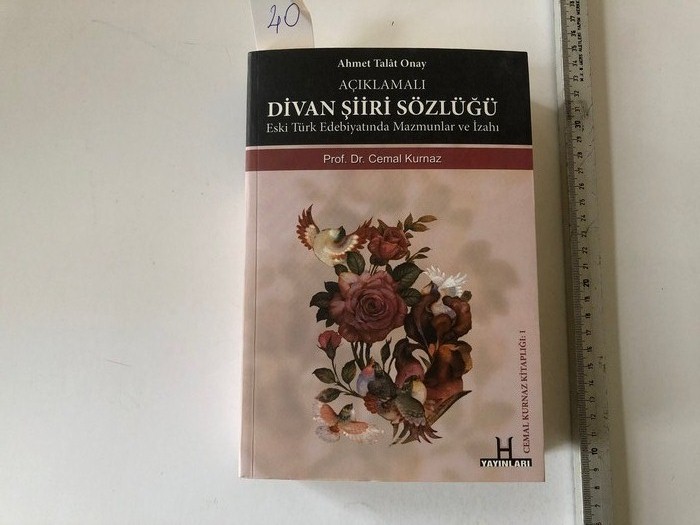 40
Ahmet Talât Onay
AÇIKLAMALI
DİVAN ŞİİRİ SÖZLÜĞÜ
Eski Türk Edebiyatında Mazmunlar ve İzahı
Prof. Dr. Cemal Kurnaz
CEMAL KURNAZ KİTAPLIĞI: 1
H
YAYINLARI